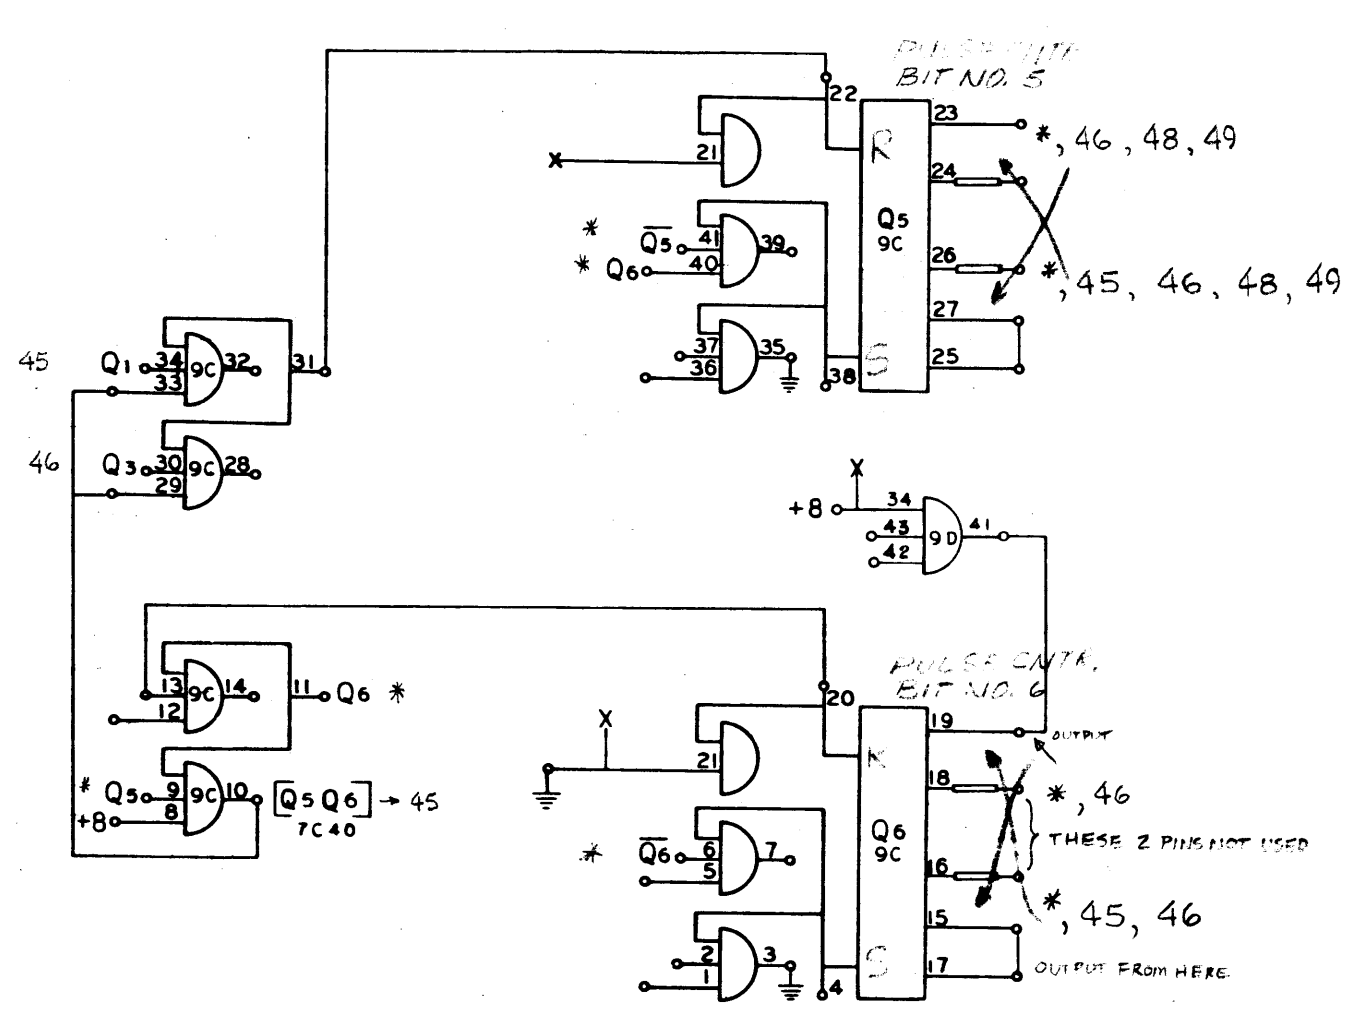 PULSE CNTR
BIT NO. 5
22
23
*, 46, 48, 49
21
R
X
24
Q5
9C
*
Q̅5̅ 41 39
* Q6 40
26
*, 45, 46, 48, 49
27
37 35
36
38
S
25
45
Q1 34 9C 32 31
33
46
Q3 30 9C 28
29
X
+8 34
43 9D 41
42
PULSE CNTR.
BIT NO. 6
13 9C 14 11 Q6 *
12
20
19
OUTPUT
X
21
R
18
*, 46
* Q5 9 9C 10 [Q5 Q6] → 45
+8 8
7C40
Q6
9C
THESE 2 PINS NOT USED
* Q̅6̅ 6 7
5
16
*, 45, 46
15
2 3
1
4
S
17
OUTPUT FROM HERE.